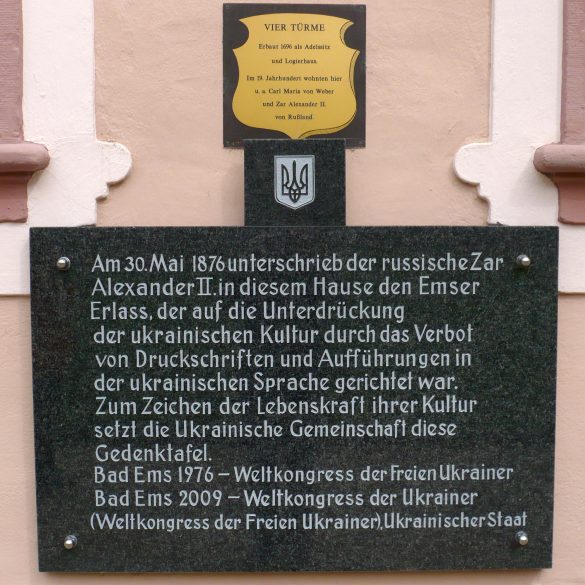 VIER TÜRME
Erbaut 1696 als Adelssitz
und Logierhaus.
Im 19. Jahrhundert wohnten hier
u. a. Carl Maria von Weber
und Zar Alexander II.
von Rußland.
Am 30. Mai 1876 unterschrieb der russische Zar
Alexander II. in diesem Hause den Emser
Erlass, der auf die Unterdrückung
der ukrainischen Kultur durch das Verbot
von Druckschriften und Aufführungen in
der ukrainischen Sprache gerichtet war.
Zum Zeichen der Lebenskraft ihrer Kultur
setzt die Ukrainische Gemeinschaft diese
Gedenktafel.
Bad Ems 1976 – Weltkongress der Freien Ukrainer
Bad Ems 2009 – Weltkongress der Ukrainer
(Weltkongress der Freien Ukrainer), Ukrainischer Staat